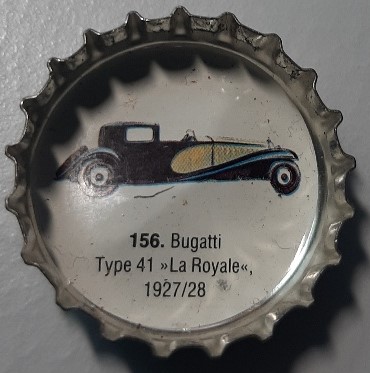 156. Bugatti
Type 41 »La Royale«,
1927/28